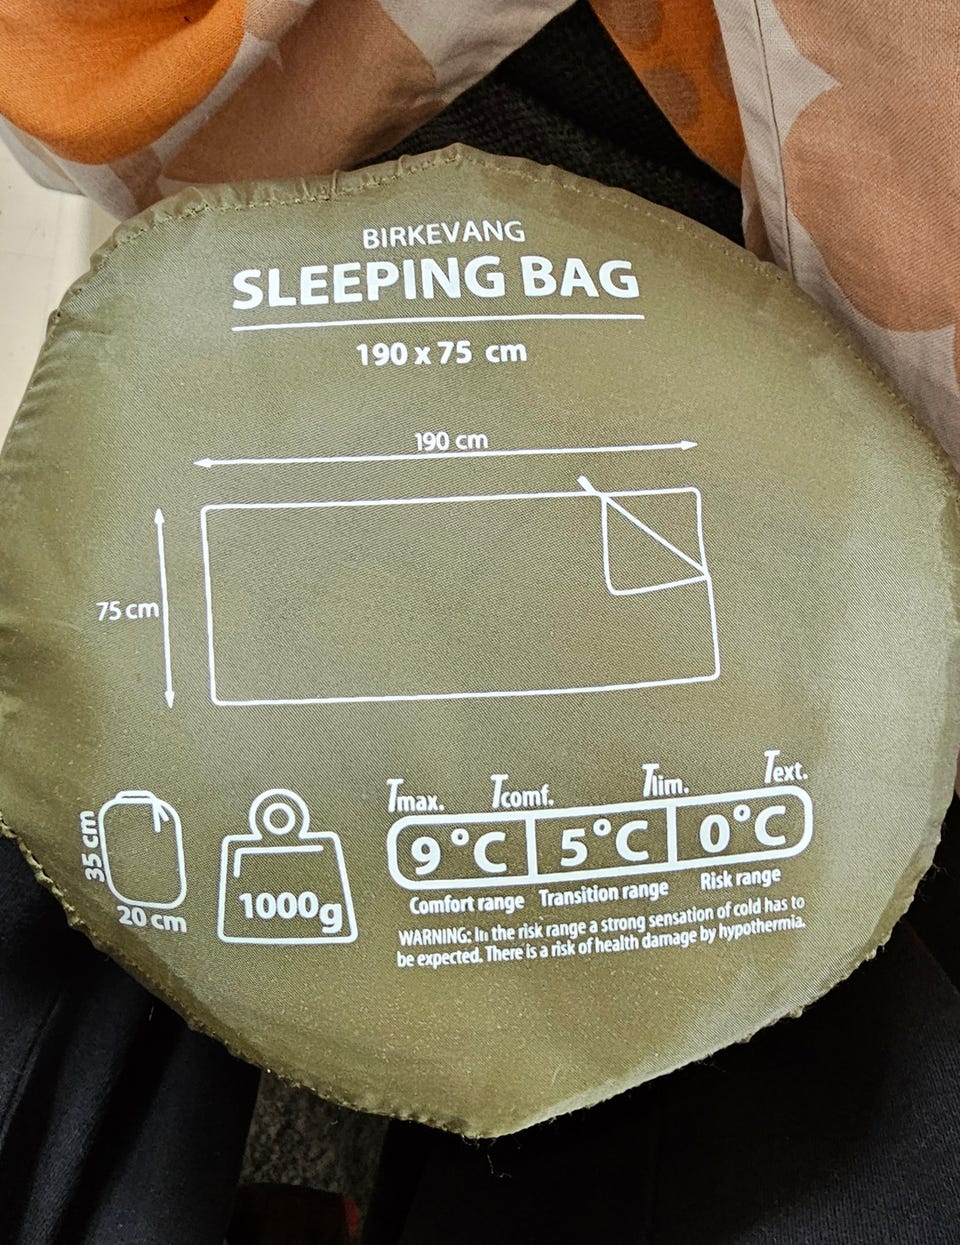 BIRKEVANG
SLEEPING BAG
190 x 75 cm
190 cm
75 cm
35 cm
20 cm
1000g
Tmax. Tcomf. Tlim. Text.
9°C 5°C 0°C
Comfort range Transition range Risk range
WARNING: In the risk range a strong sensation of cold has to
be expected. There is a risk of health damage by hypothermia.